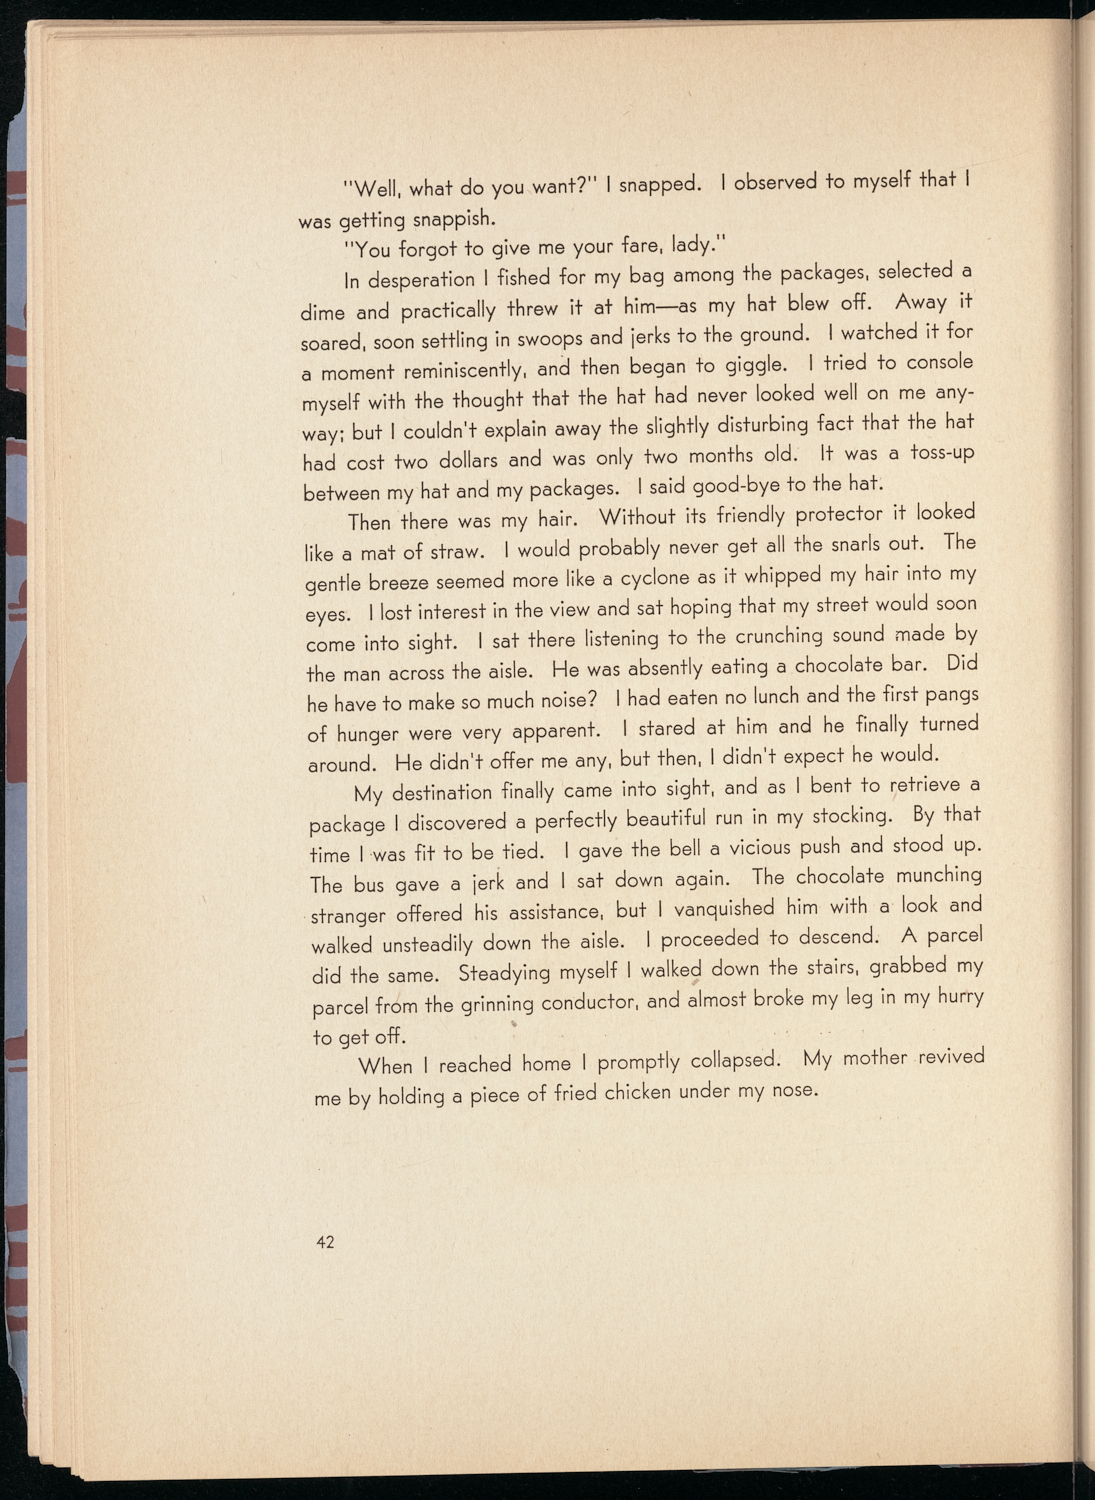 "Well, what do you want?" I snapped. I observed to myself that I
was getting snappish.
"You forgot to give me your fare, lady."
In desperation I fished for my bag among the packages, selected a
dime and practically threw it at him—as my hat blew off. Away it
soared, soon settling in swoops and jerks to the ground. I watched it for
a moment reminiscently, and then began to giggle. I tried to console
myself with the thought that the hat had never looked well on me any-
way; but I couldn't explain away the slightly disturbing fact that the hat
had cost two dollars and was only two months old. It was a toss-up
between my hat and my packages. I said good-bye to the hat.
Then there was my hair. Without its friendly protector it looked
like a mat of straw. I would probably never get all the snarls out. The
gentle breeze seemed more like a cyclone as it whipped my hair into my
eyes. I lost interest in the view and sat hoping that my street would soon
come into sight. I sat there listening to the crunching sound made by
the man across the aisle. He was absently eating a chocolate bar. Did
he have to make so much noise? I had eaten no lunch and the first pangs
of hunger were very apparent. I stared at him and he finally turned
around. He didn't offer me any, but then, I didn't expect he would.
My destination finally came into sight, and as I bent to retrieve a
package I discovered a perfectly beautiful run in my stocking. By that
time I was fit to be tied. I gave the bell a vicious push and stood up.
The bus gave a jerk and I sat down again. The chocolate munching
stranger offered his assistance, but I vanquished him with a look and
walked unsteadily down the aisle. I proceeded to descend. A parcel
did the same. Steadying myself I walked down the stairs, grabbed my
parcel from the grinning conductor, and almost broke my leg in my hurry
to get off.
When I reached home I promptly collapsed. My mother revived
me by holding a piece of fried chicken under my nose.
42